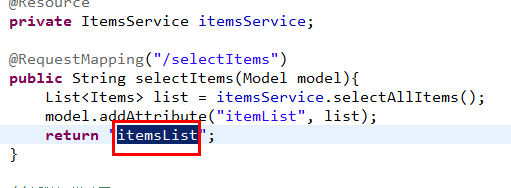 @Resource
private ItemsService itemsService;
@RequestMapping("/selectItems")
public String selectItems(Model model){
List<Items> list = itemsService.selectAllItems();
model.addAttribute("itemList", list);
return "itemsList";
}